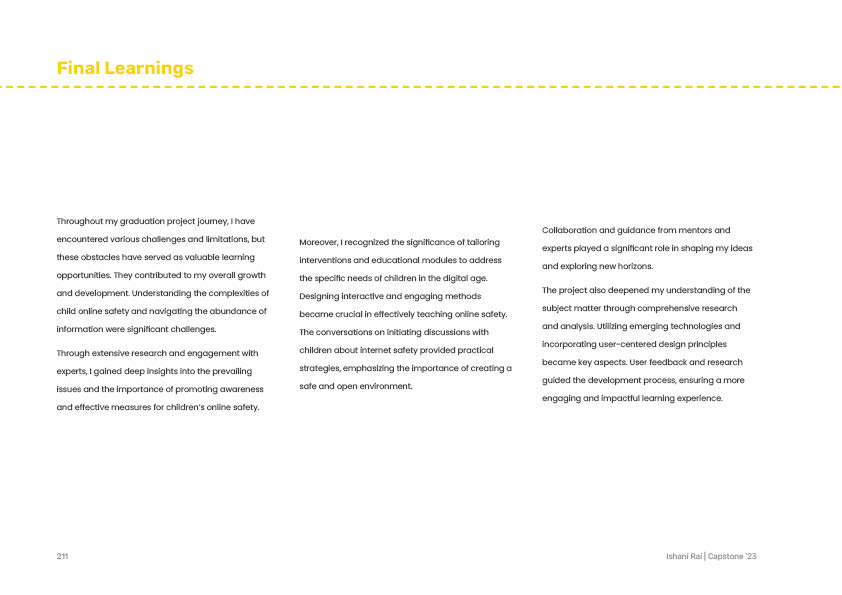 Final Learnings
Throughout my graduation project journey, I have
encountered various challenges and limitations, but
these obstacles have served as valuable learning
opportunities. They contributed to my overall growth
and development. Understanding the complexities of
child online safety and navigating the abundance of
information were significant challenges.
Through extensive research and engagement with
experts, I gained deep insights into the prevailing
issues and the importance of promoting awareness
and effective measures for children's online safety.
Moreover, I recognized the significance of tailoring
interventions and educational modules to address
the specific needs of children in the digital age.
Designing interactive and engaging methods
became crucial in effectively teaching online safety.
The conversations on initiating discussions with
children about internet safety provided practical
strategies, emphasizing the importance of creating a
safe and open environment.
Collaboration and guidance from mentors and
experts played a significant role in shaping my ideas
and exploring new horizons.
The project also deepened my understanding of the
subject matter through comprehensive research
and analysis. Utilizing emerging technologies and
incorporating user-centered design principles
became key aspects. User feedback and research
guided the development process, ensuring a more
engaging and impactful learning experience.
211
Ishani Rai | Capstone '23